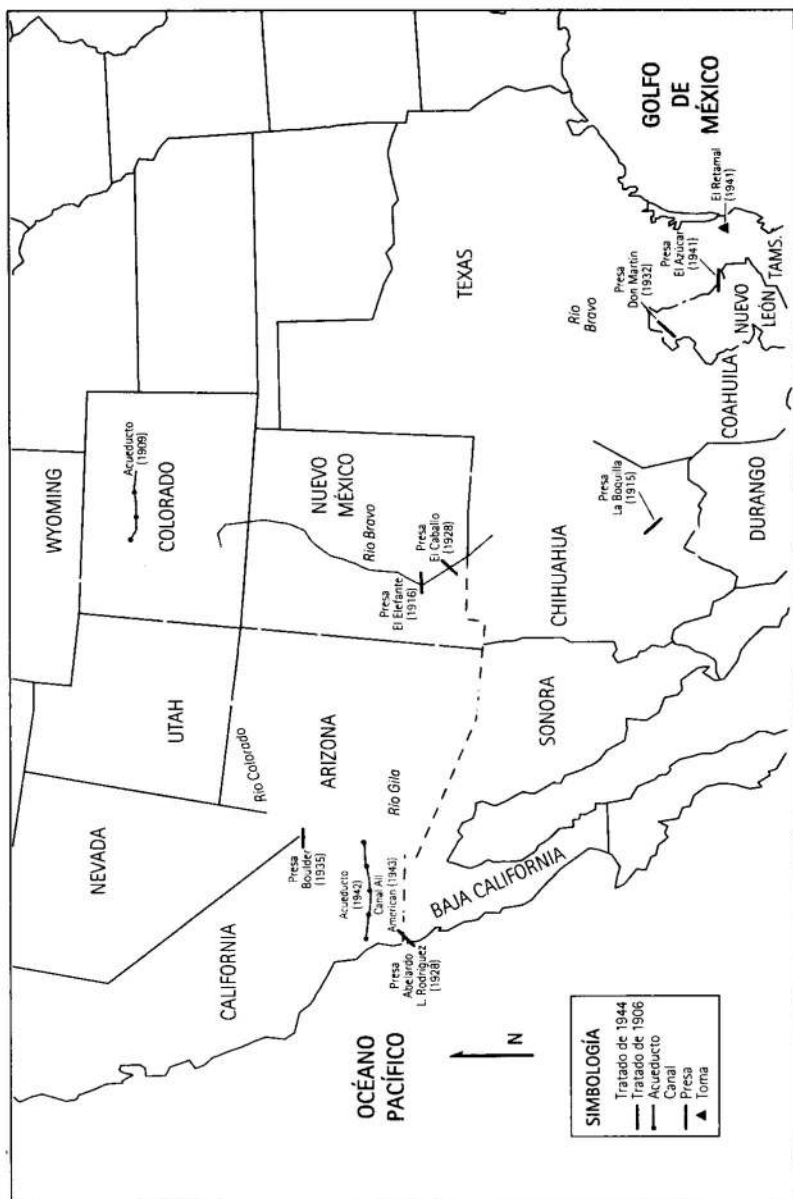 WYOMING
NEVADA
UTAH
Acueducto
(1909)
COLORADO
CALIFORNIA
Río Colorado
Presa
Boulder
(1935)
ARIZONA
NUEVO
MÉXICO
Río Bravo
Presa
El Elefante
(1916)
Presa
El Caballo
(1928)
TEXAS
Acueducto
(1942)
Canal All
American (1943)
Río Gila
Presa
Abelardo
L. Rodríguez
(1928)
OCÉANO
PACÍFICO
N
BAJA CALIFORNIA
SONORA
CHIHUAHUA
Presa
La Boquilla
(1915)
Río
Bravo
Presa
Don Martín
(1932)
Presa
El Azúcar
(1941)
El Retamal
(1941)
GOLFO
DE
MÉXICO
COAHUILA
NUEVO
LEÓN
TAMS.
DURANGO
SIMBOLOGÍA
Tratado de 1944
Tratado de 1906
Acueducto
Canal
Presa
Toma